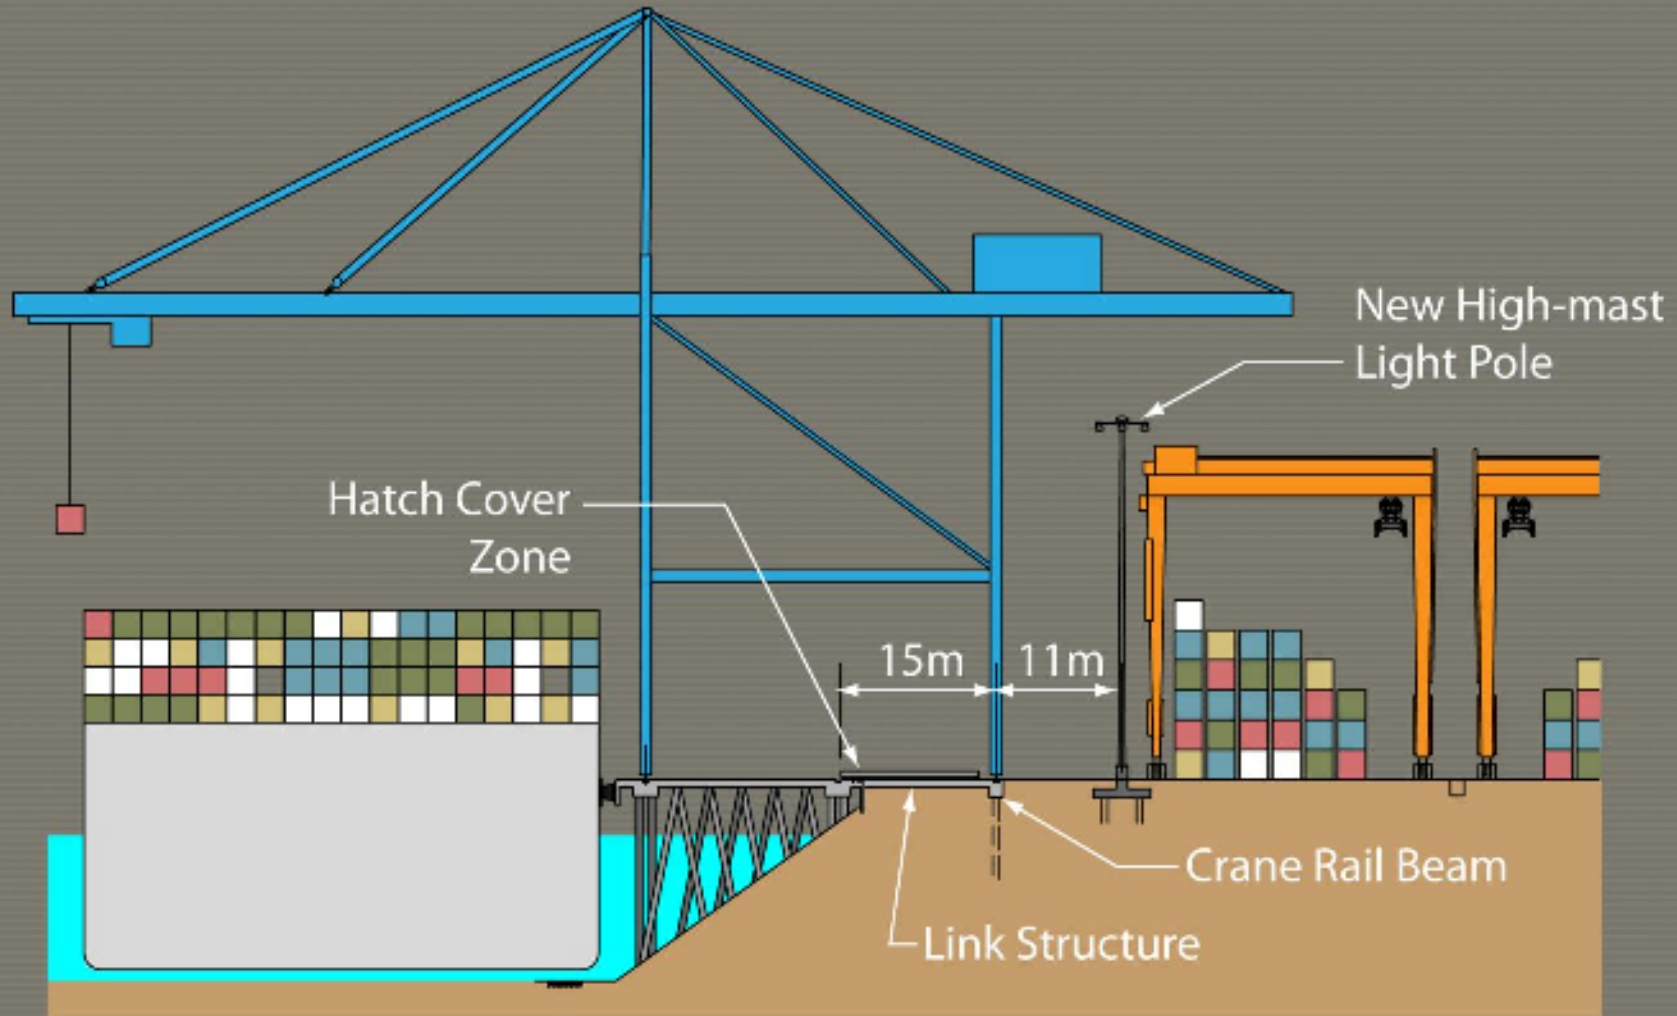 New High-mast
Light Pole
Hatch Cover
Zone
15m
11m
Crane Rail Beam
Link Structure